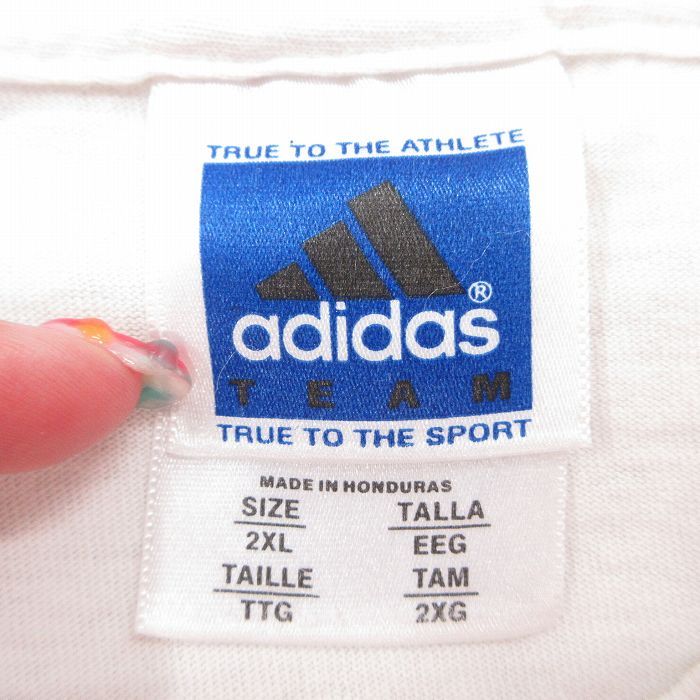 TRUE TO THE ATHLETE
adidas®
TEAM
TRUE TO THE SPORT
MADE IN HONDURAS
SIZE TALLA
2XL EEG
TAILLE TAM
TTG 2XG